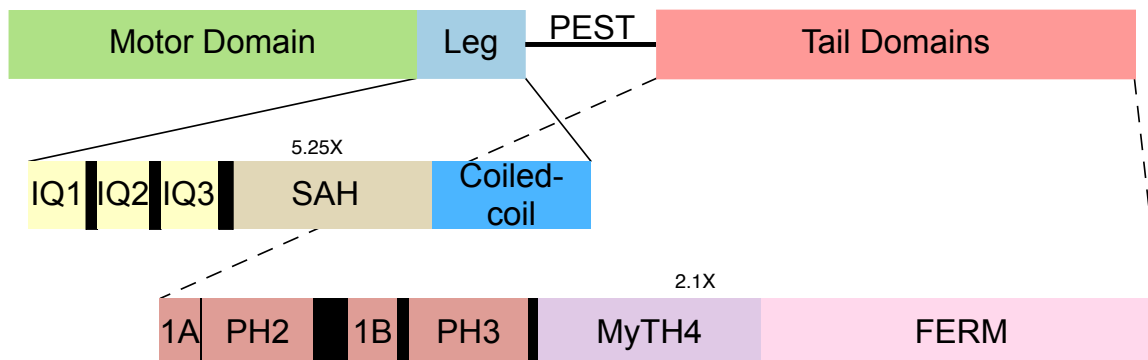 Motor Domain Leg PEST Tail Domains
5.25X
IQ1 IQ2 IQ3 SAH Coiled-
coil
2.1X
1A PH2 1B PH3 MyTH4 FERM